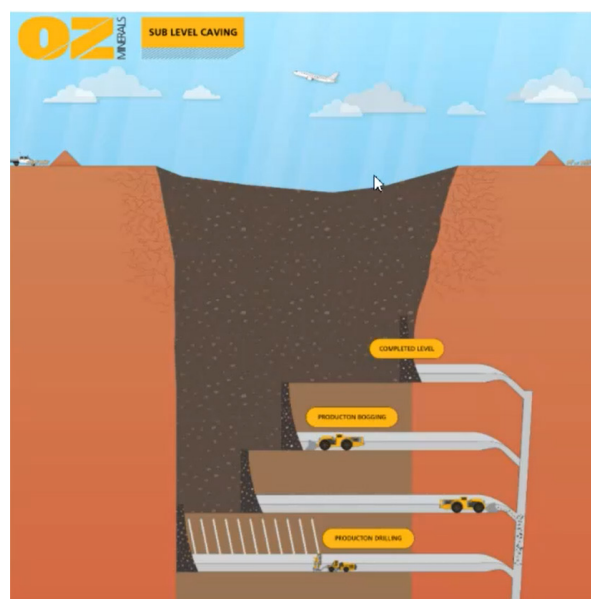 OZ
MINERALS
SUB LEVEL CAVING
COMPLETED LEVEL
PRODUCTON BOGGING
PRODUCTON DRILLING